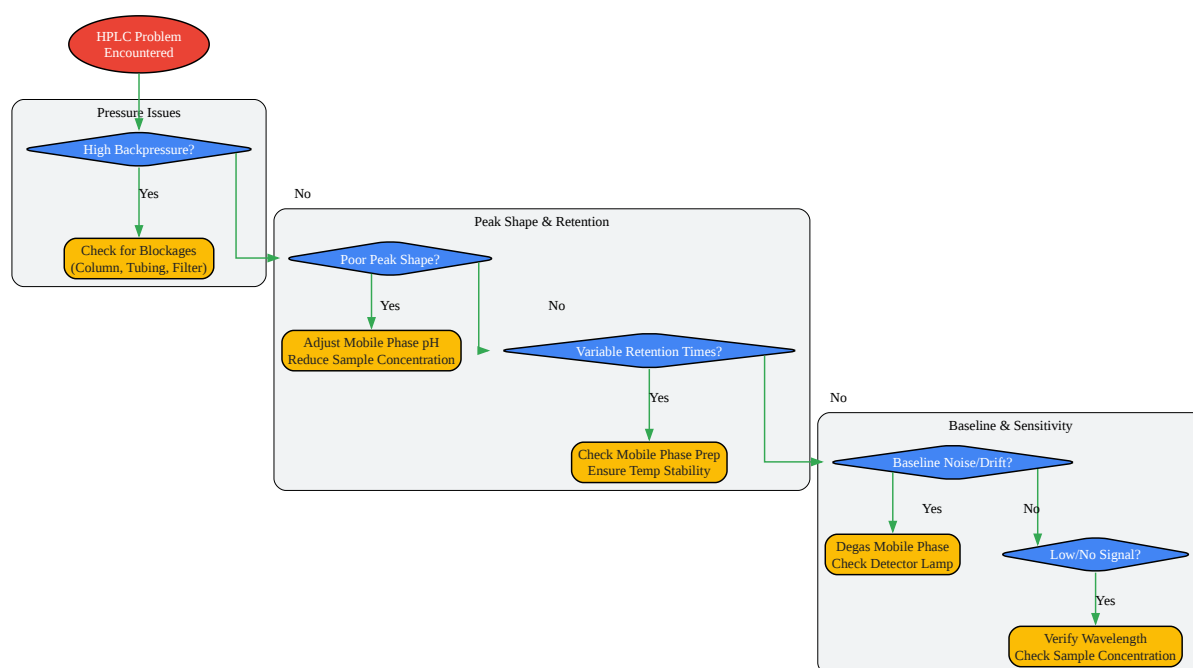 HPLC Problem
Encountered
Pressure Issues
High Backpressure?
Yes
No
Check for Blockages
(Column, Tubing, Filter)
Peak Shape & Retention
Poor Peak Shape?
Yes
No
Adjust Mobile Phase pH
Reduce Sample Concentration
Variable Retention Times?
Yes
No
Check Mobile Phase Prep
Ensure Temp Stability
Baseline & Sensitivity
Baseline Noise/Drift?
Yes
No
Degas Mobile Phase
Check Detector Lamp
Low/No Signal?
Yes
Verify Wavelength
Check Sample Concentration